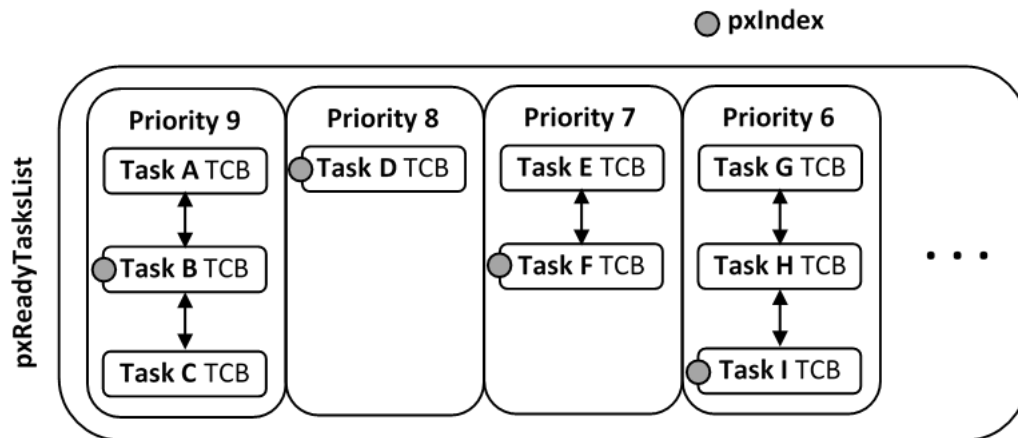 pxIndex
pxReadyTasksList
Priority 9
Task A TCB
Task B TCB
Task C TCB
Priority 8
Task D TCB
Priority 7
Task E TCB
Task F TCB
Priority 6
Task G TCB
Task H TCB
Task I TCB
. . .